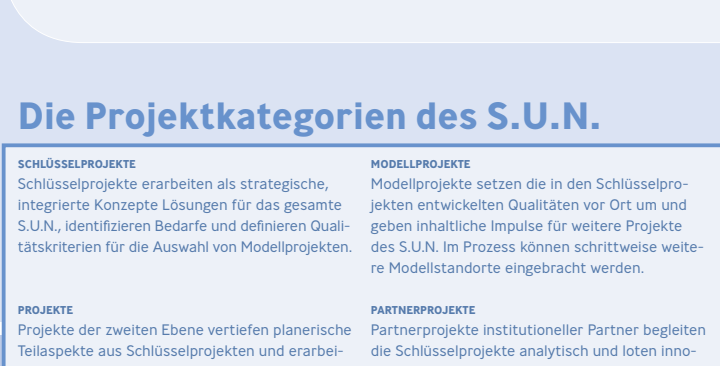 Die Projektkategorien des S.U.N.
SCHLÜSSELPROJEKTE
Schlüsselprojekte erarbeiten als strategische,
integrierte Konzepte Lösungen für das gesamte
S.U.N., identifizieren Bedarfe und definieren Quali-
tätskriterien für die Auswahl von Modellprojekten.
MODELLPROJEKTE
Modellprojekte setzen die in den Schlüsselpro-
jekten entwickelten Qualitäten vor Ort um und
geben inhaltliche Impulse für weitere Projekte
des S.U.N. Im Prozess können schrittweise weite-
re Modellstandorte eingebracht werden.
PROJEKTE
Projekte der zweiten Ebene vertiefen planerische
Teilaspekte aus Schlüsselprojekten und erarbei-
PARTNERPROJEKTE
Partnerprojekte institutioneller Partner begleiten
die Schlüsselprojekte analytisch und loten inno-